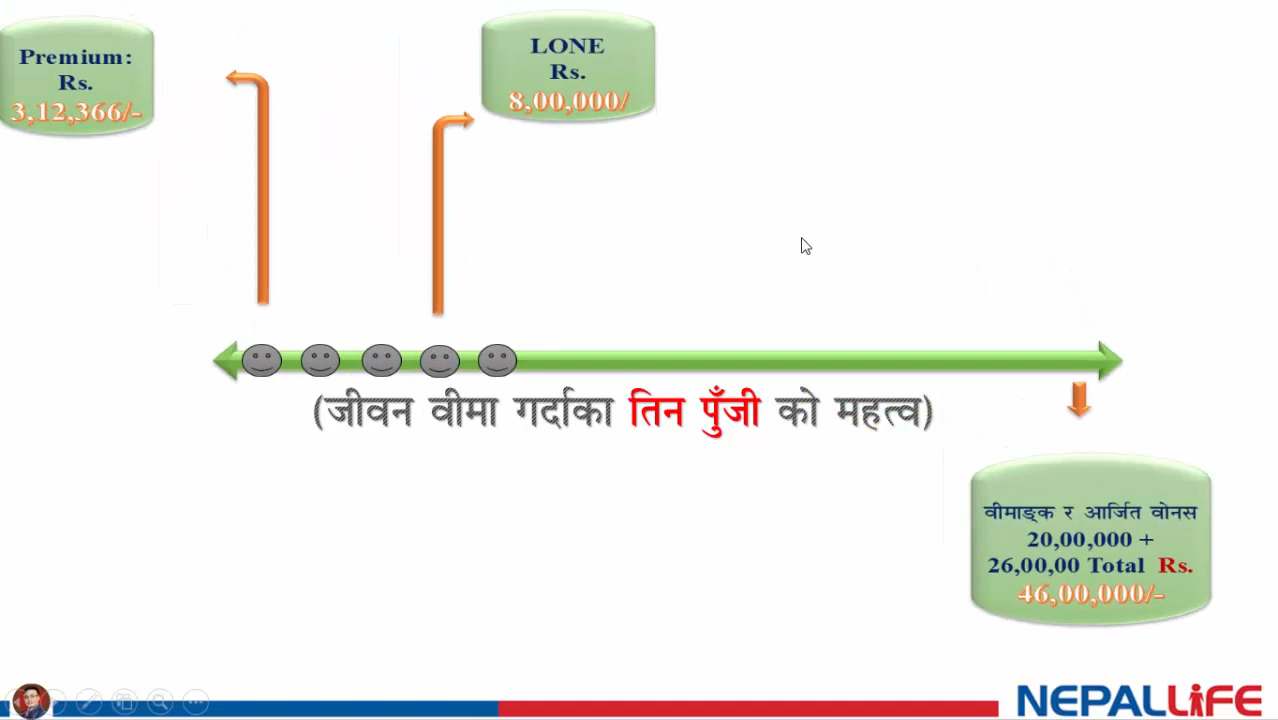 Premium:
Rs.
3,12,366/-
LONE
Rs.
8,00,000/
(जीवन वीमा गर्दाका तिन पुँजी को महत्व)
वीमाङ्क र आर्जित वोनस
20,00,000 +
26,00,00 Total Rs.
46,00,000/-
NEPALLIFE